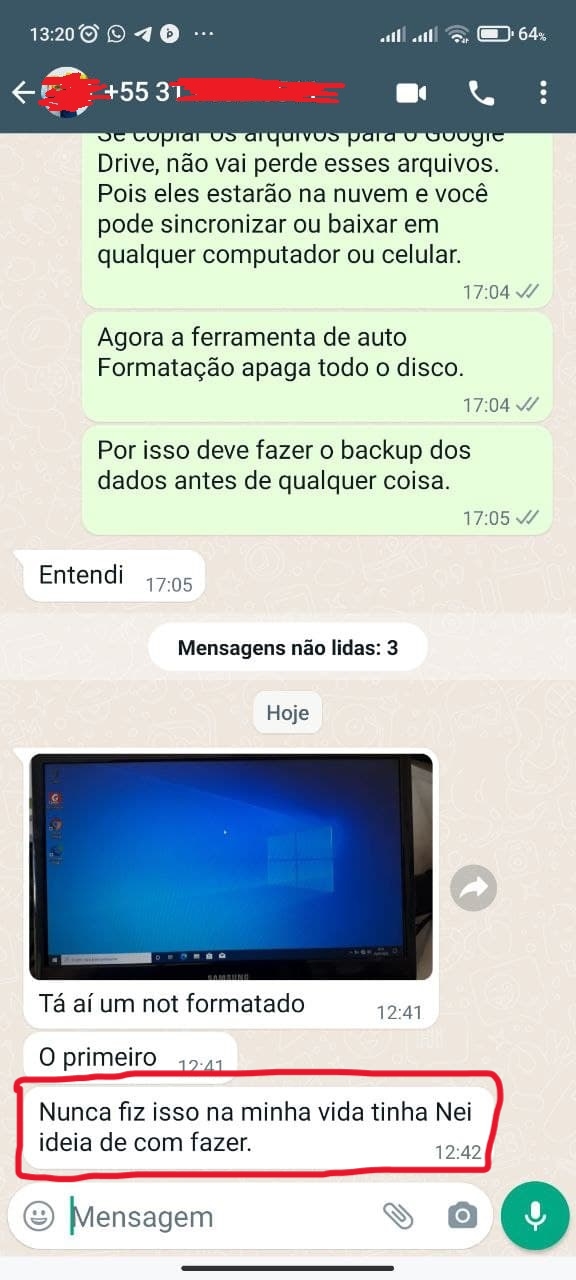 13:20 ... 64%
+55 31
Se copiar os arquivos para o Google
Drive, não vai perde esses arquivos.
Pois eles estarão na nuvem e você
pode sincronizar ou baixar em
qualquer computador ou celular.
17:04
Agora a ferramenta de auto
Formatação apaga todo o disco.
17:04
Por isso deve fazer o backup dos
dados antes de qualquer coisa.
17:05
Entendi 17:05
Mensagens não lidas: 3
Hoje
SAMSUNG
Tá aí um not formatado
12:41
O primeiro 12:41
Nunca fiz isso na minha vida tinha Nei
ideia de com fazer.
12:42
Mensagem